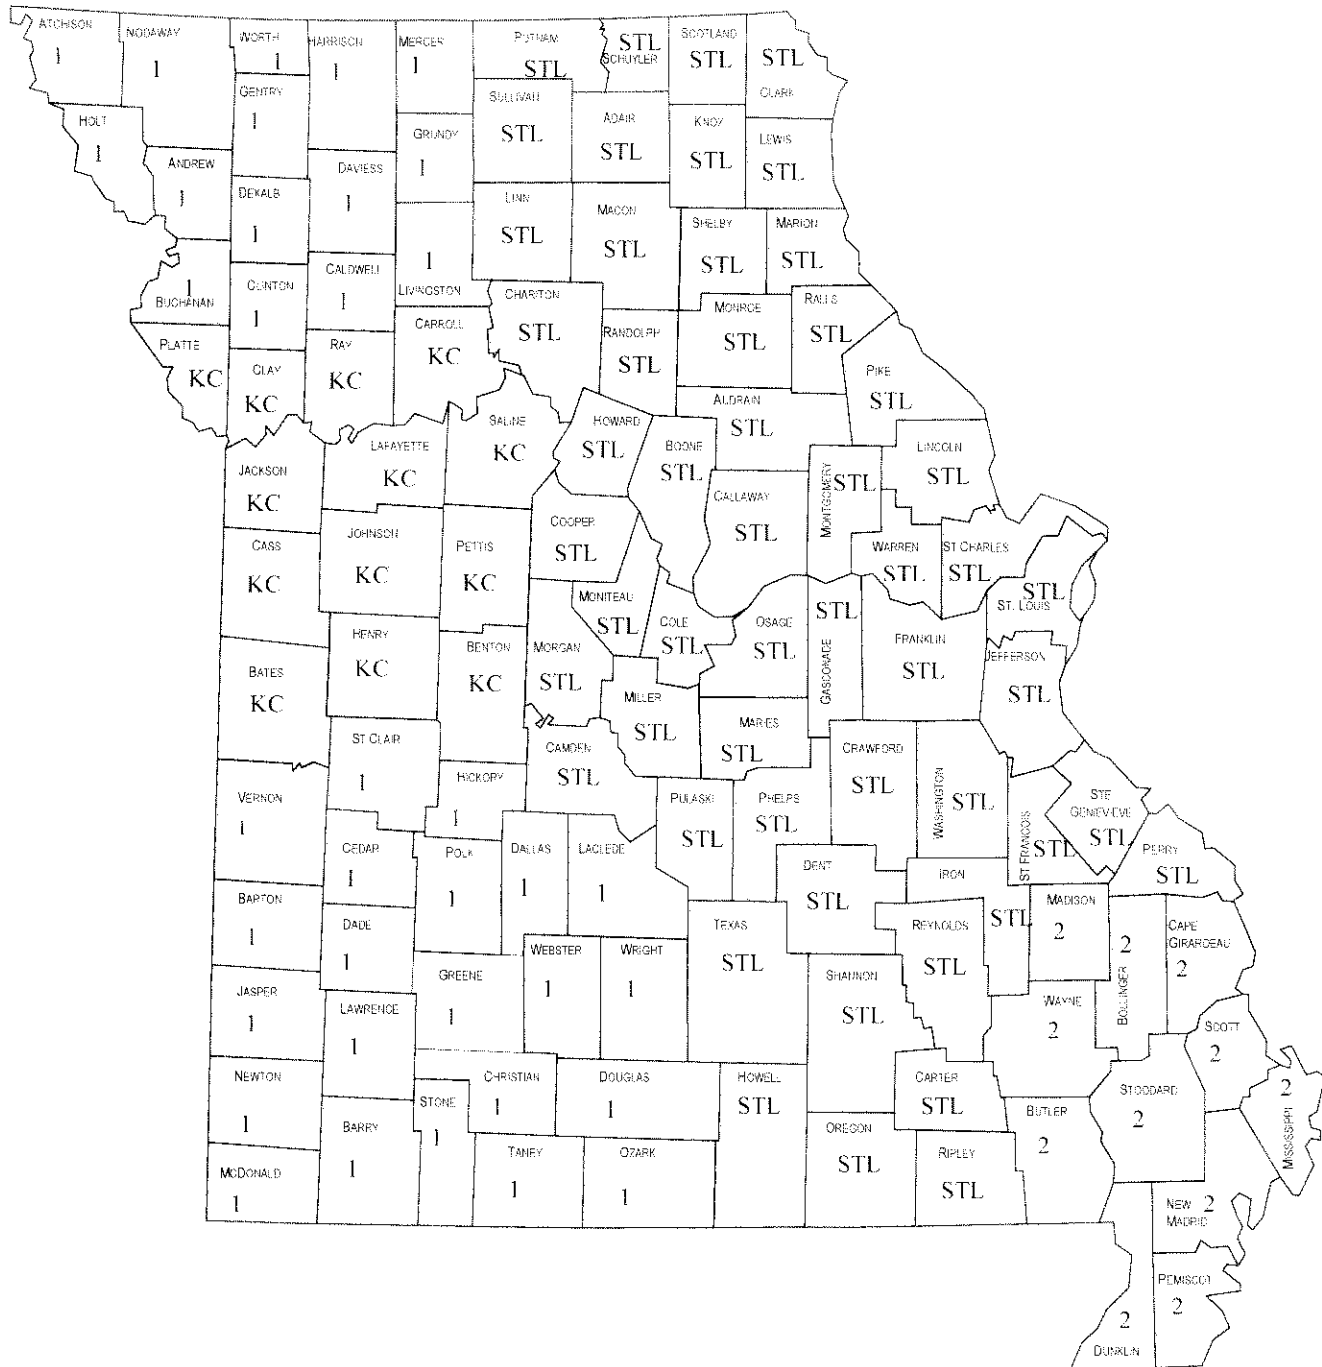 ATCHISON
1
NODAWAY
1
WORTH
1
HARRISON
1
MERCER
1
PUTNAM
STL
STL
SCHUYLER
SCOTLAND
STL
STL
CLARK
GENTRY
1
SULLIVAN
STL
ADAIR
STL
KNOX
STL
LEWIS
STL
HOLT
1
ANDREW
1
DEKALB
1
DAVIESS
1
GRUNDY
1
LINN
STL
MACON
STL
SHELBY
STL
MARION
STL
1
BUCHANAN
CLINTON
1
CALDWELL
1
1
LIVINGSTON
CHARITON
STL
RANDOLPH
STL
MONROE
STL
RALLS
STL
PLATTE
KC
CLAY
KC
RAY
KC
CARROLL
KC
PIKE
STL
AUDRAIN
STL
JACKSON
KC
LAFAYETTE
KC
SALINE
KC
HOWARD
STL
BOONE
STL
CALLAWAY
STL
MONTGOMERY
STL
LINCOLN
STL
CASS
KC
JOHNSON
KC
PETTIS
KC
COOPER
STL
MONITEAU
STL
COLE
STL
OSAGE
STL
STL
GASCONADE
WARREN
STL
ST CHARLES
STL
STL
ST. LOUIS
BATES
KC
HENRY
KC
BENTON
KC
MORGAN
STL
MILLER
STL
MARIES
STL
FRANKLIN
STL
JEFFERSON
STL
VERNON
1
ST CLAIR
1
HICKORY
1
CAMDEN
STL
PULASKI
STL
PHELPS
STL
CRAWFORD
STL
WASHINGTON
STL
ST FRANCOIS
STL
STE
GENEVIEVE
STL
PERRY
STL
BARTON
1
CEDAR
1
POLK
1
DALLAS
1
LACLEDE
1
DENT
STL
IRON
STL
MADISON
2
2
BOLLINGER
CAPE
GIRARDEAU
2
JASPER
1
DADE
1
GREENE
1
WEBSTER
1
WRIGHT
1
TEXAS
STL
SHANNON
STL
REYNOLDS
STL
WAYNE
2
SCOTT
2
NEWTON
1
LAWRENCE
1
STONE
1
CHRISTIAN
1
DOUGLAS
1
HOWELL
STL
CARTER
STL
BUTLER
2
STODDARD
2
2
MISSISSIPPI
MCDONALD
1
BARRY
1
TANEY
1
OZARK
1
OREGON
STL
RIPLEY
STL
NEW
MADRID
2
2
DUNKLIN
PEMISCOT
2